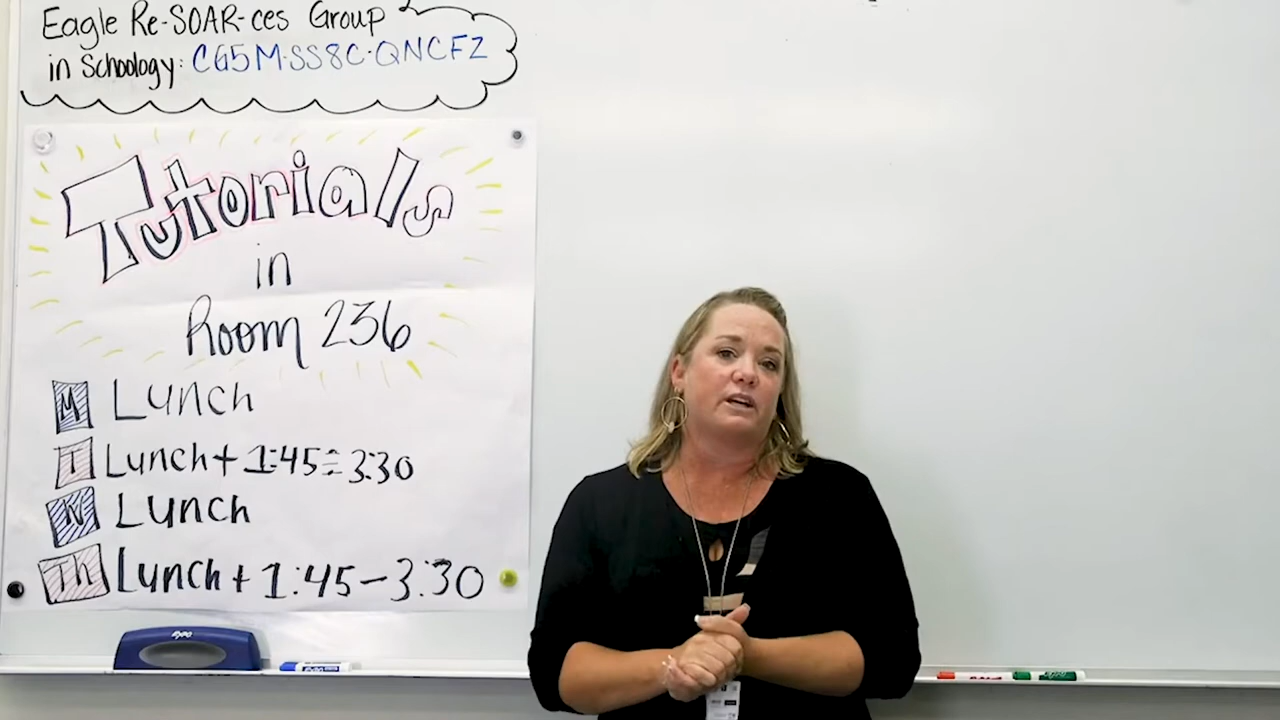 Eagle Re-SOAR-ces Group
in Schoology: CG5M-SS8C-QNCFZ
Tutorials
in
Room 236
M Lunch
T Lunch + 1:45-3:30
W Lunch
Th Lunch + 1:45-3:30
EXPO